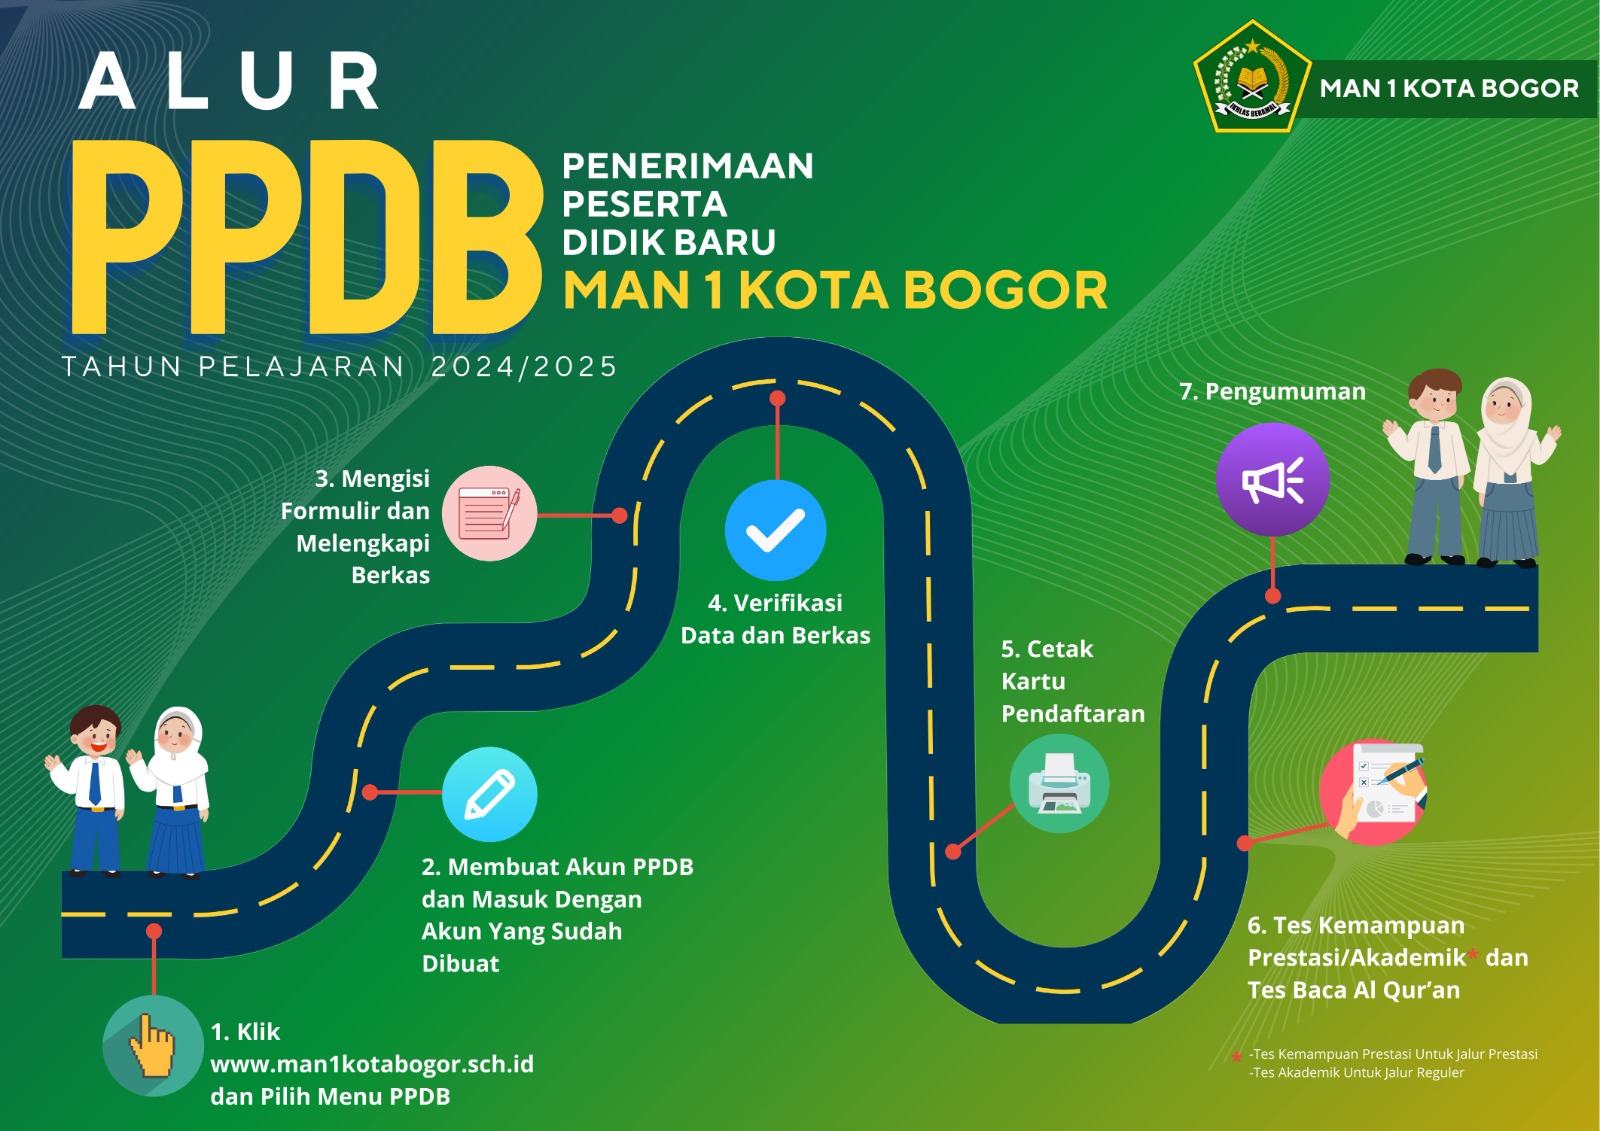 ALUR
PPDB
PENERIMAAN
PESERTA
DIDIK BARU
MAN 1 KOTA BOGOR
TAHUN PELAJARAN 2024/2025
IKHLAS BERAMAL
MAN 1 KOTA BOGOR
1. Klik
www.man1kotabogor.sch.id
dan Pilih Menu PPDB
2. Membuat Akun PPDB
dan Masuk Dengan
Akun Yang Sudah
Dibuat
3. Mengisi
Formulir dan
Melengkapi
Berkas
4. Verifikasi
Data dan Berkas
5. Cetak
Kartu
Pendaftaran
6. Tes Kemampuan
Prestasi/Akademik* dan
Tes Baca Al Qur’an
* -Tes Kemampuan Prestasi Untuk Jalur Prestasi
-Tes Akademik Untuk Jalur Reguler
7. Pengumuman